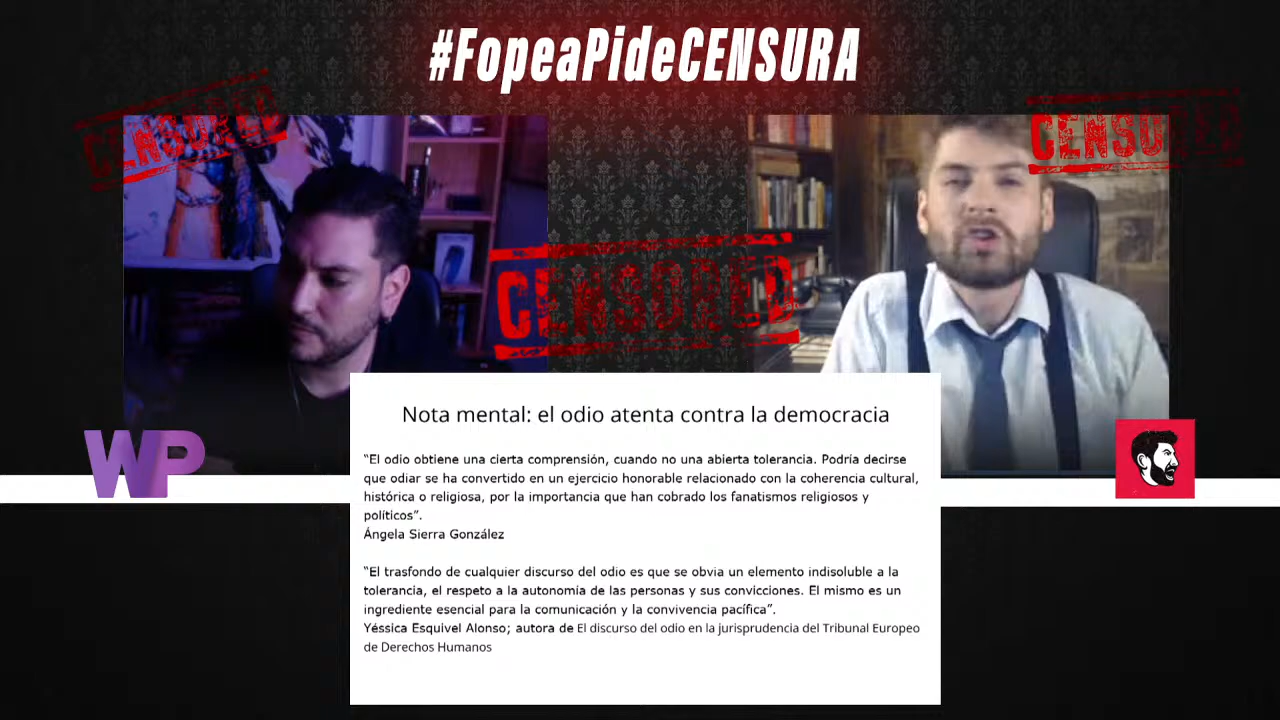 #FopeaPideCENSURA
CENSORED
CENSORED
CENSORED
WP
Nota mental: el odio atenta contra la democracia
“El odio obtiene una cierta comprensión, cuando no una abierta tolerancia. Podría decirse
que odiar se ha convertido en un ejercicio honorable relacionado con la coherencia cultural,
histórica o religiosa, por la importancia que han cobrado los fanatismos religiosos y
políticos”.
Ángela Sierra González
“El trasfondo de cualquier discurso del odio es que se obvia un elemento indisoluble a la
tolerancia, el respeto a la autonomía de las personas y sus convicciones. El mismo es un
ingrediente esencial para la comunicación y la convivencia pacífica”.
Yéssica Esquivel Alonso; autora de El discurso del odio en la jurisprudencia del Tribunal Europeo
de Derechos Humanos